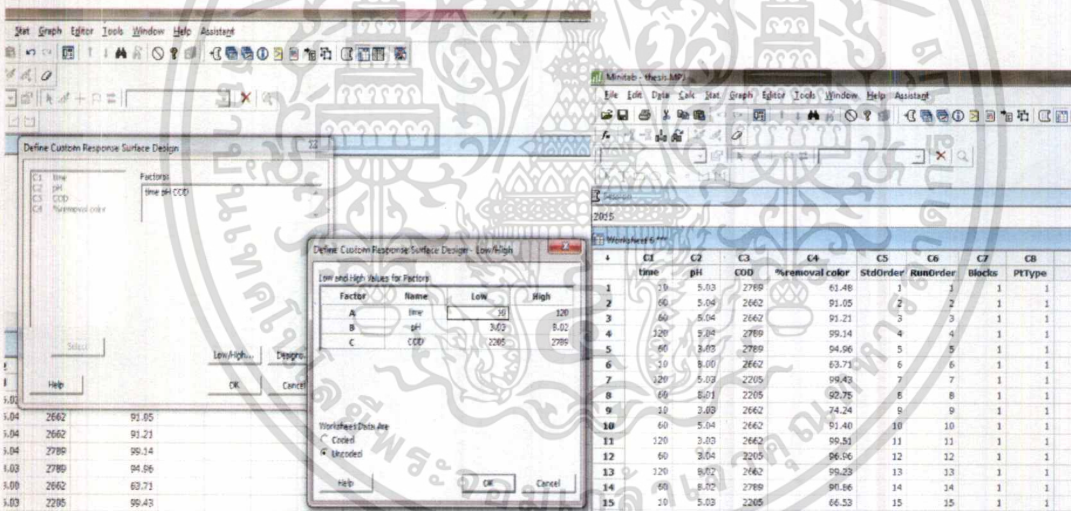 Stat Graph Editor Tools Window Help Assistant
Define Custom Response Surface Design
C1 time
C2 pH
C3 COD
C4 %removal color
Factors:
time pH COD
Select
Low/High...
Designs...
Help
OK
Cancel
5.04 2662 91.05
5.04 2662 91.21
5.04 2789 99.14
3.03 2789 94.96
8.00 2662 63.71
5.03 2205 99.43
Define Custom Response Surface Design - Low/High
Low and High Values for Factors
Factor Name Low High
A time 10 120
B pH 3.03 8.02
C COD 2205 2789
Worksheet Data Are
Coded
Uncoded
Help
OK
Cancel
Minitab - thesis.MPJ
File Edit Data Calc Stat Graph Editor Tools Window Help Assistant
Session
2015
Worksheet 6 ***
C1 C2 C3 C4 C5 C6 C7 C8
time pH COD %removal color StdOrder RunOrder Blocks PtType
1 10 5.03 2789 61.48 1 1 1 1
2 60 5.04 2662 91.05 2 2 1 1
3 60 5.04 2662 91.21 3 3 1 1
4 120 5.04 2789 99.14 4 4 1 1
5 60 3.03 2789 94.96 5 5 1 1
6 10 8.00 2662 63.71 6 6 1 1
7 120 5.03 2205 99.43 7 7 1 1
8 60 8.01 2205 92.75 8 8 1 1
9 10 3.03 2662 74.24 9 9 1 1
10 60 5.04 2662 91.40 10 10 1 1
11 120 3.03 2662 99.51 11 11 1 1
12 60 3.04 2205 96.96 12 12 1 1
13 120 8.02 2662 99.23 13 13 1 1
14 60 8.02 2789 90.86 14 14 1 1
15 10 5.03 2205 66.53 15 15 1 1